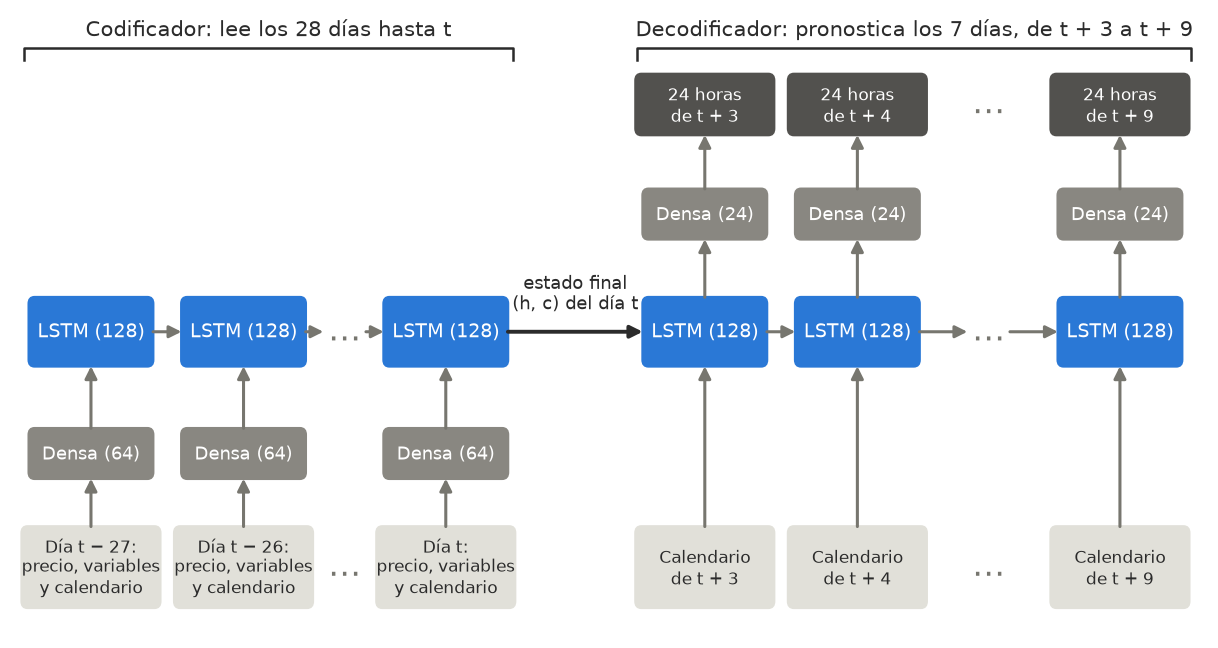 Codificador: lee los 28 días hasta t
Decodificador: pronostica los 7 días, de t + 3 a t + 9
24 horas
de t + 3
24 horas
de t + 4
...
24 horas
de t + 9
Densa (24)
Densa (24)
Densa (24)
estado final
(h, c) del día t
LSTM (128)
LSTM (128)
...
LSTM (128)
LSTM (128)
LSTM (128)
...
LSTM (128)
Densa (64)
Densa (64)
Densa (64)
Día t − 27:
precio, variables
y calendario
Día t − 26:
precio, variables
y calendario
...
Día t:
precio, variables
y calendario
Calendario
de t + 3
Calendario
de t + 4
...
Calendario
de t + 9